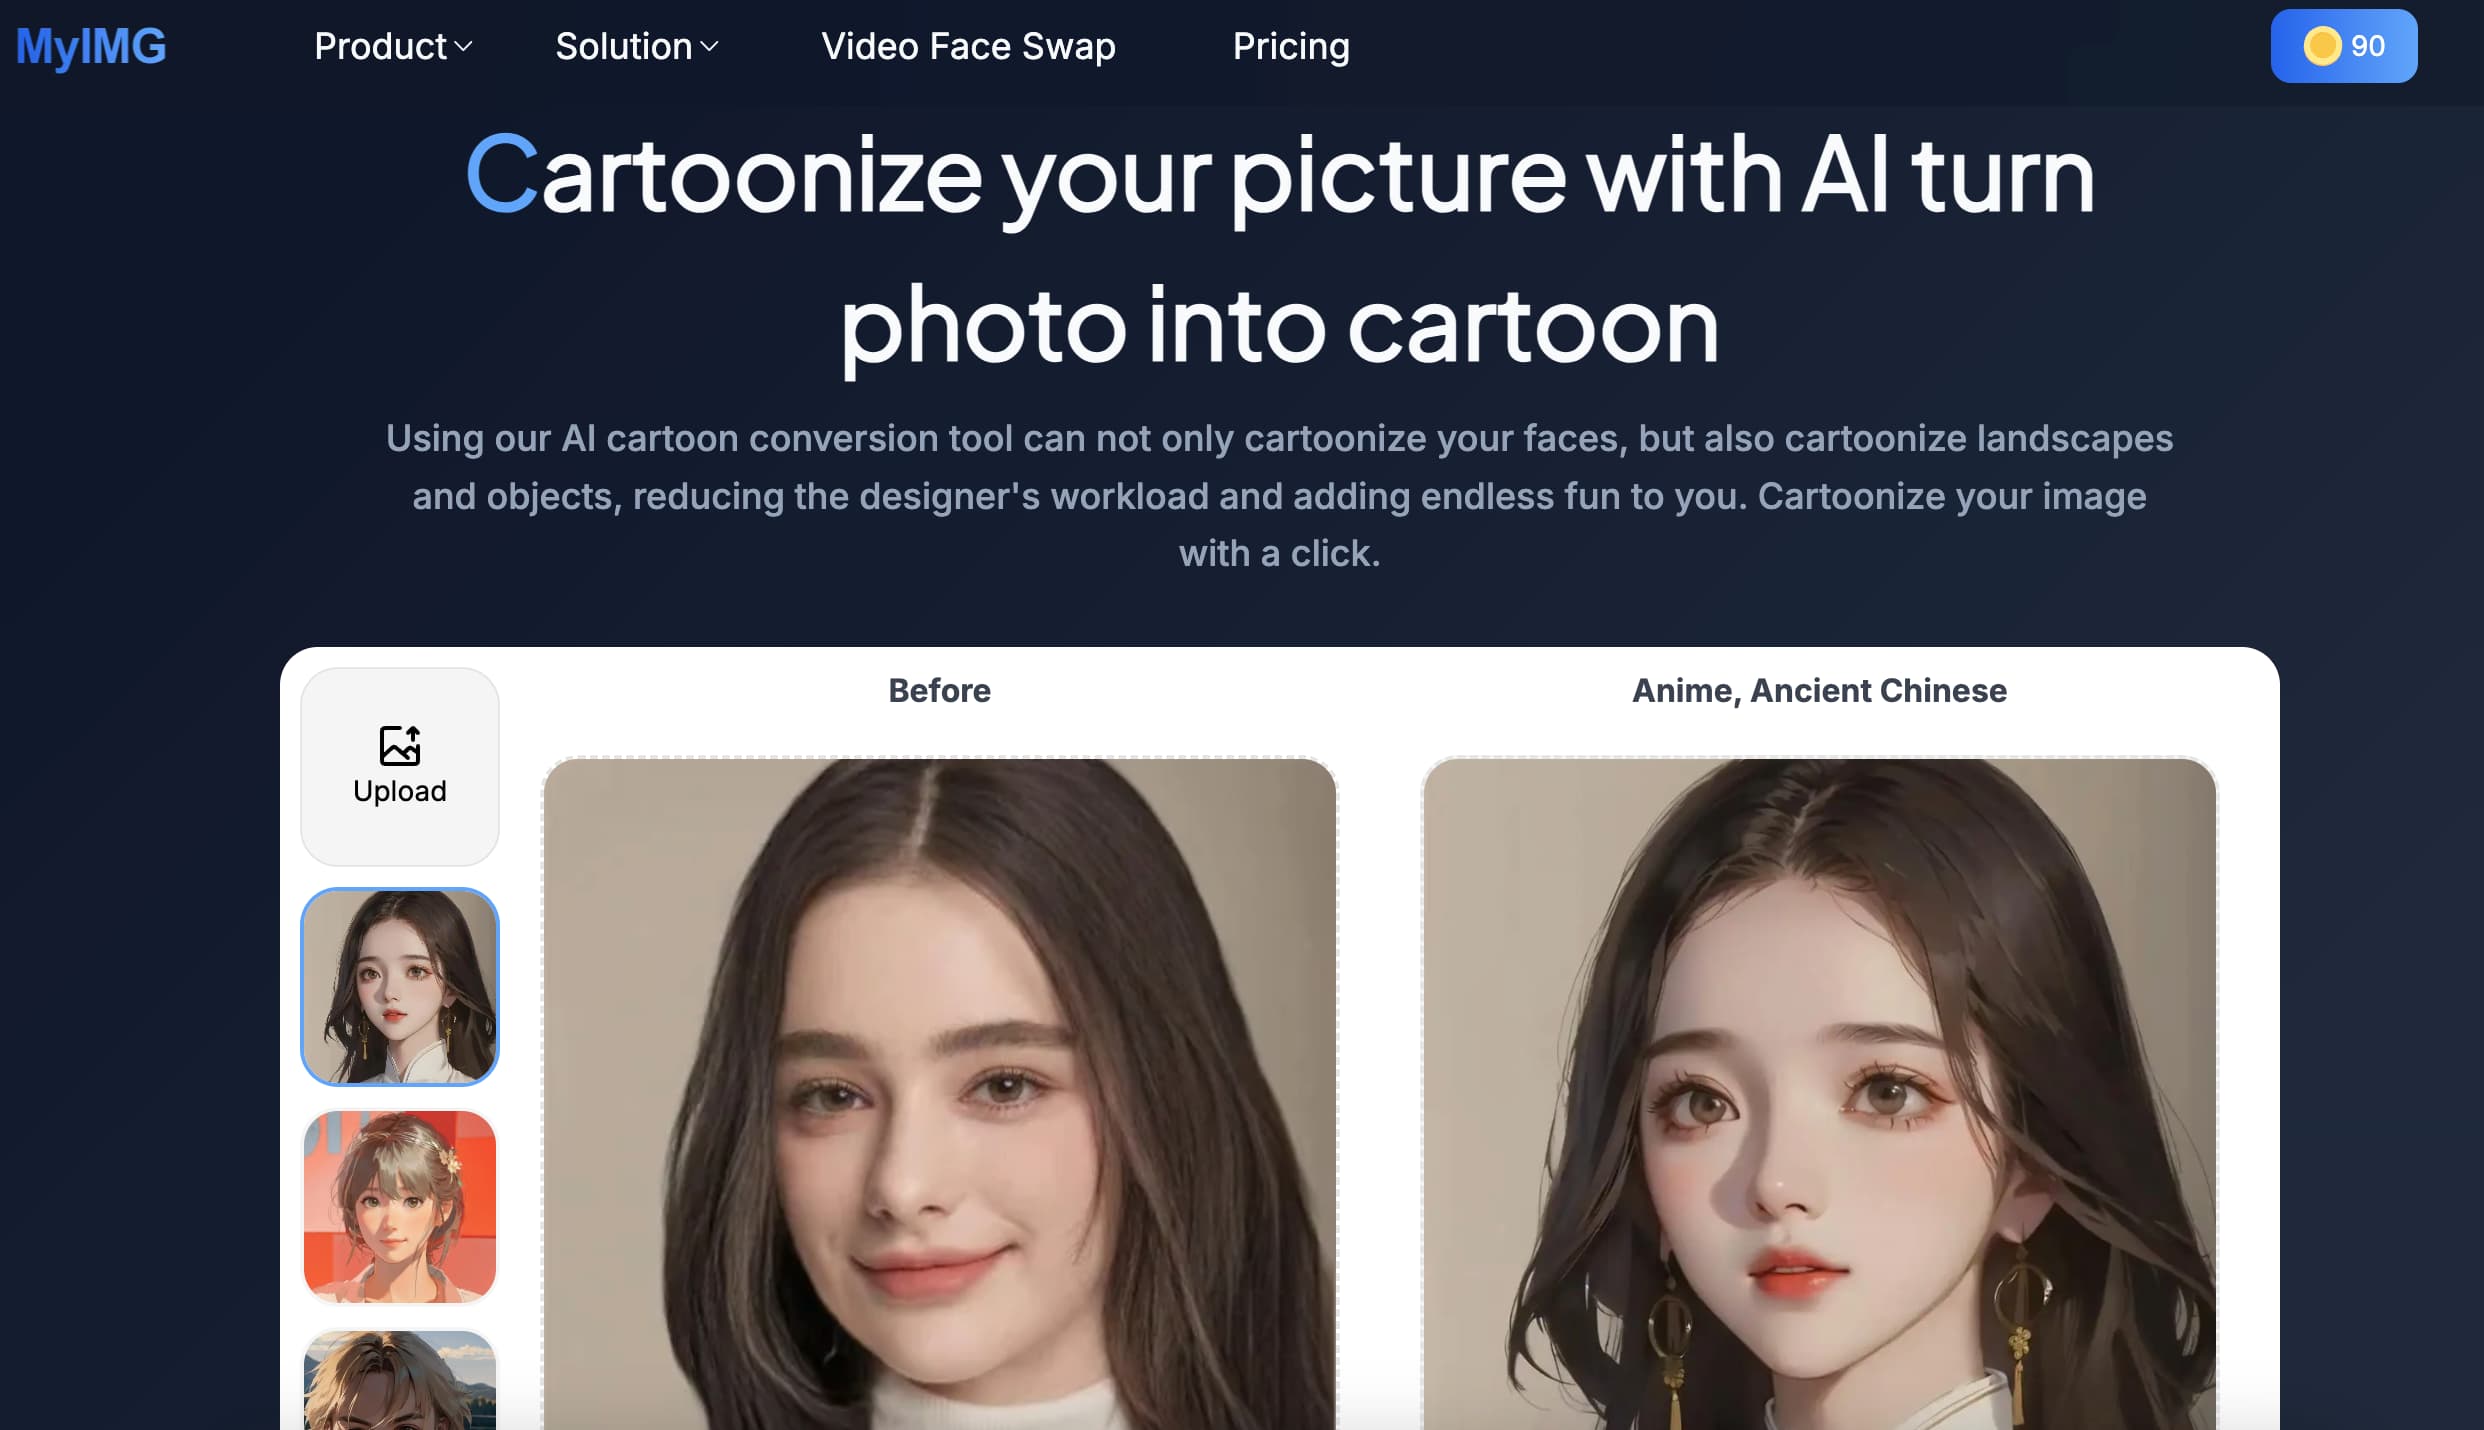 MyIMG
Product
Solution
Video Face Swap
Pricing
90
Cartoonize your picture with AI turn
photo into cartoon
Using our AI cartoon conversion tool can not only cartoonize your faces, but also cartoonize landscapes
and objects, reducing the designer's workload and adding endless fun to you. Cartoonize your image
with a click.
Upload
Before
Anime, Ancient Chinese